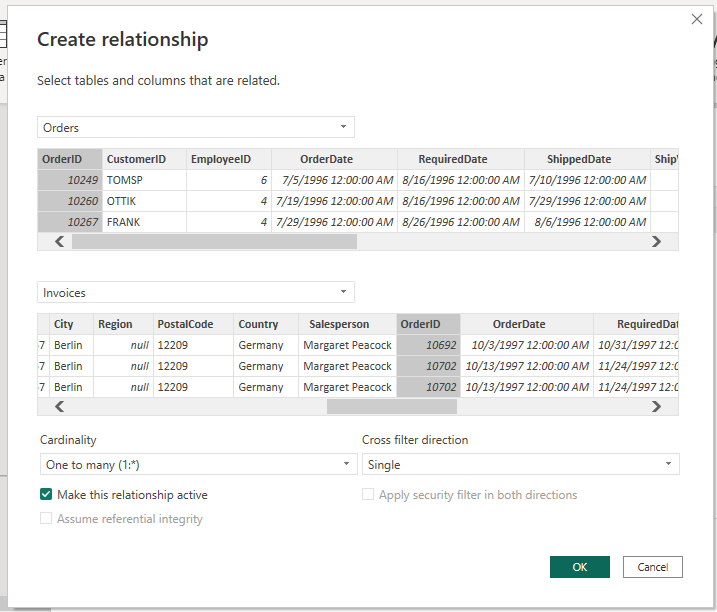 Create relationship
Select tables and columns that are related.
Orders
OrderID CustomerID EmployeeID OrderDate RequiredDate ShippedDate Ship
10249 TOMSP 6 7/5/1996 12:00:00 AM 8/16/1996 12:00:00 AM 7/10/1996 12:00:00 AM
10260 OTTIK 4 7/19/1996 12:00:00 AM 8/16/1996 12:00:00 AM 7/29/1996 12:00:00 AM
10267 FRANK 4 7/29/1996 12:00:00 AM 8/26/1996 12:00:00 AM 8/6/1996 12:00:00 AM
Invoices
City Region PostalCode Country Salesperson OrderID OrderDate RequiredDat
7 Berlin null 12209 Germany Margaret Peacock 10692 10/3/1997 12:00:00 AM 10/31/1997 12:0
7 Berlin null 12209 Germany Margaret Peacock 10702 10/13/1997 12:00:00 AM 11/24/1997 12:0
7 Berlin null 12209 Germany Margaret Peacock 10702 10/13/1997 12:00:00 AM 11/24/1997 12:0
Cardinality Cross filter direction
One to many (1:*) Single
Make this relationship active Apply security filter in both directions
Assume referential integrity
OK Cancel